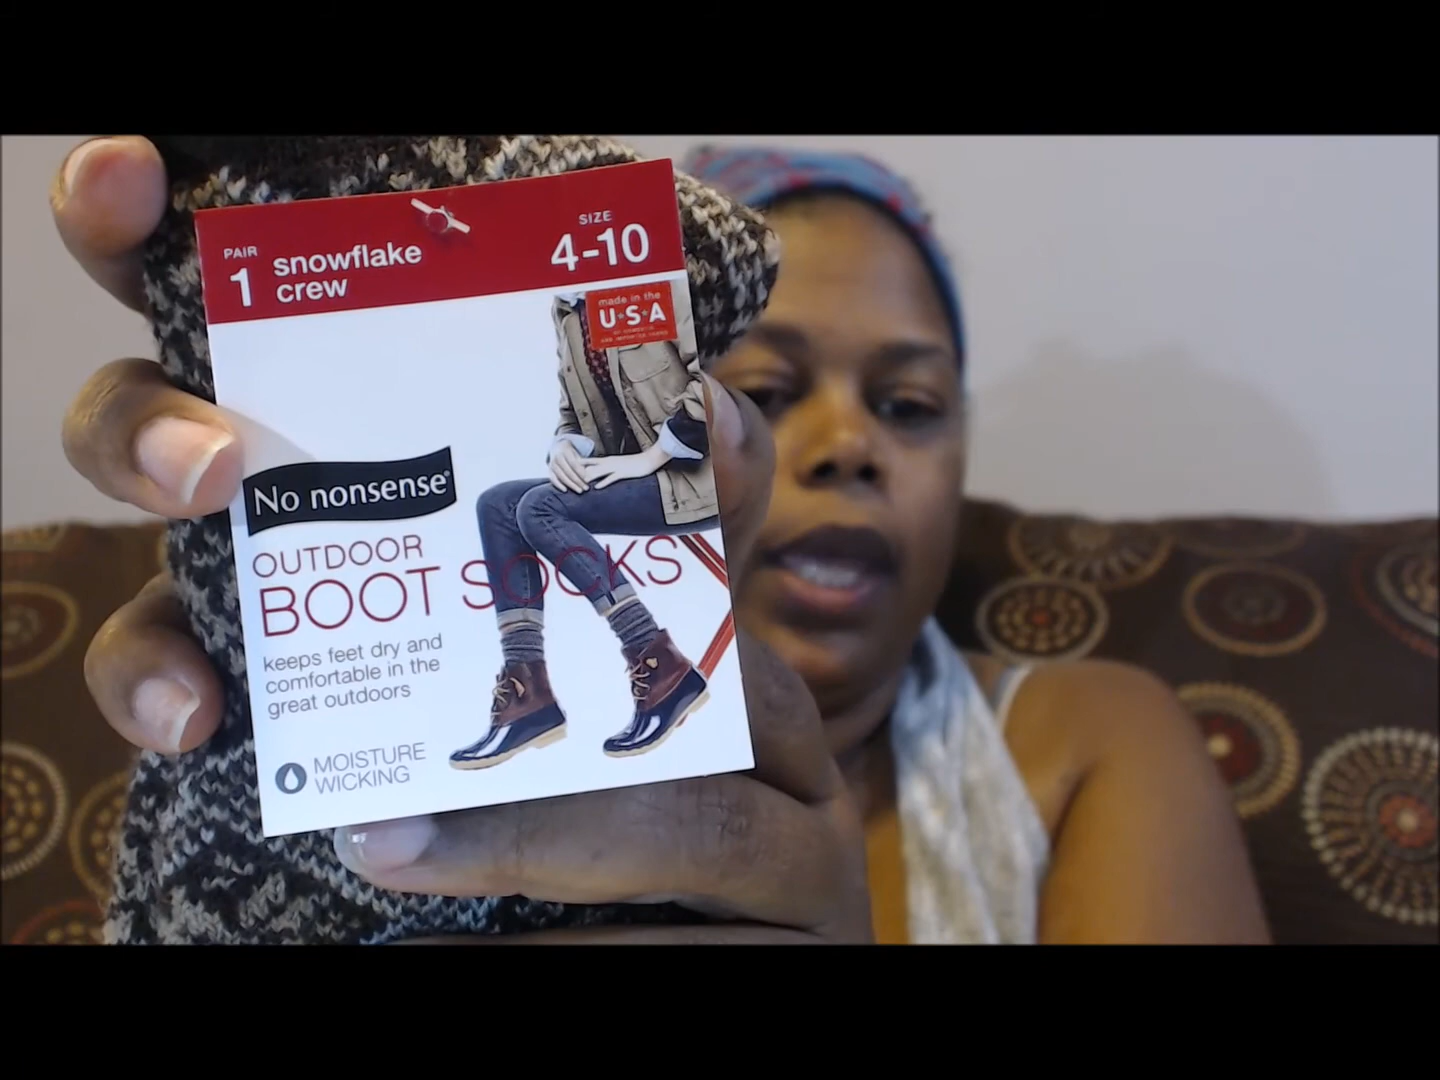 PAIR
1
snowflake
crew
SIZE
4-10
made in the
U·S·A
No nonsense®
OUTDOOR
BOOT SOCKS
keeps feet dry and
comfortable in the
great outdoors
MOISTURE
WICKING